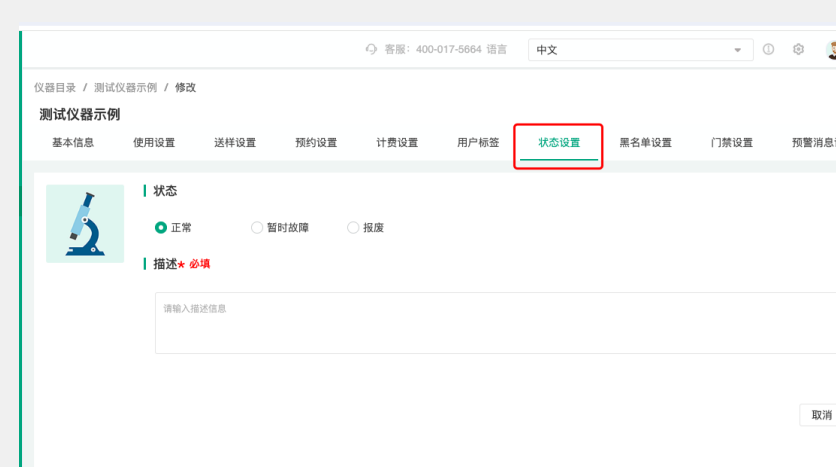 客服：400-017-5664 语言 中文
仪器目录 / 测试仪器示例 / 修改
测试仪器示例
基本信息 使用设置 送样设置 预约设置 计费设置 用户标签 状态设置 黑名单设置 门禁设置 预警消息
状态
正常 暂时故障 报废
描述* 必填
请输入描述信息
取消